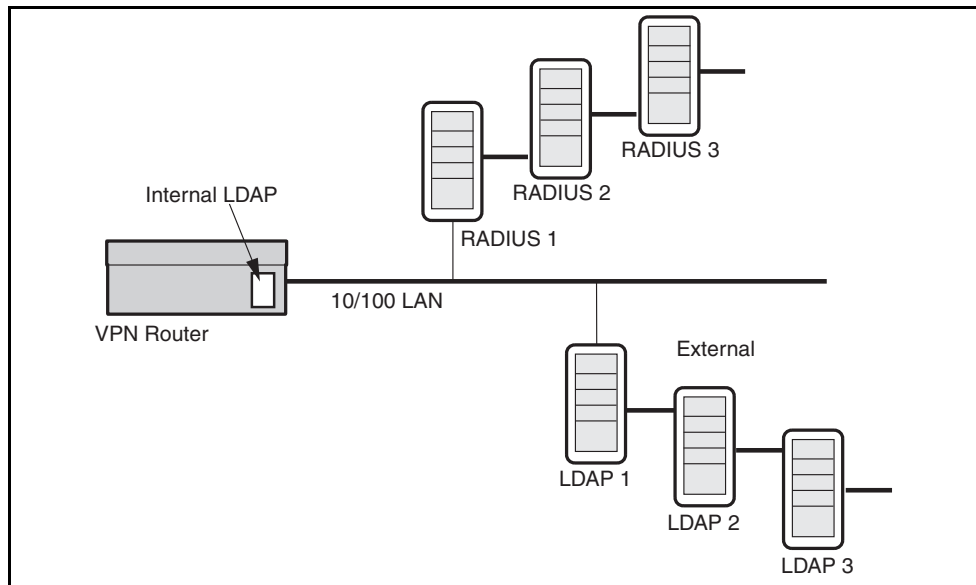 RADIUS 3
RADIUS 2
Internal LDAP
RADIUS 1
10/100 LAN
VPN Router
External
LDAP 1
LDAP 2
LDAP 3